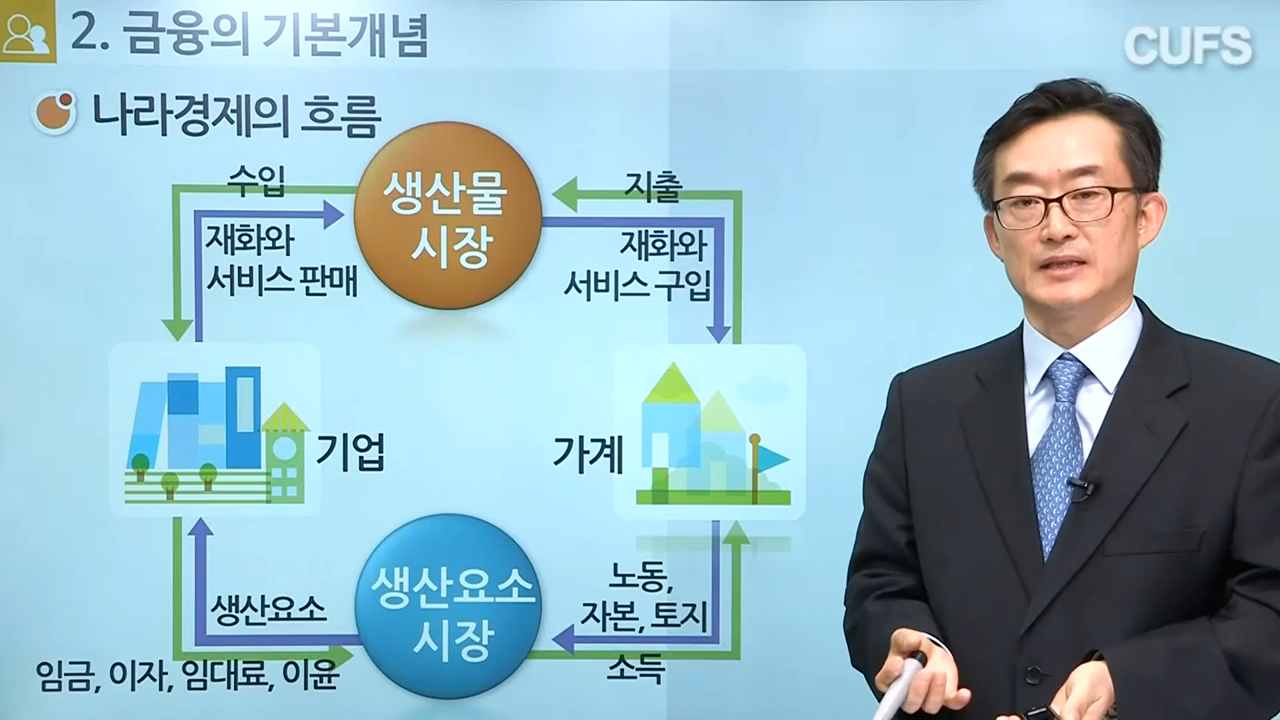 2. 금융의 기본개념
CUFS
나라경제의 흐름
수입
생산물
시장
지출
재화와
서비스 판매
재화와
서비스 구입
기업
가계
생산요소
생산요소
시장
노동,
자본, 토지
임금, 이자, 임대료, 이윤
소득